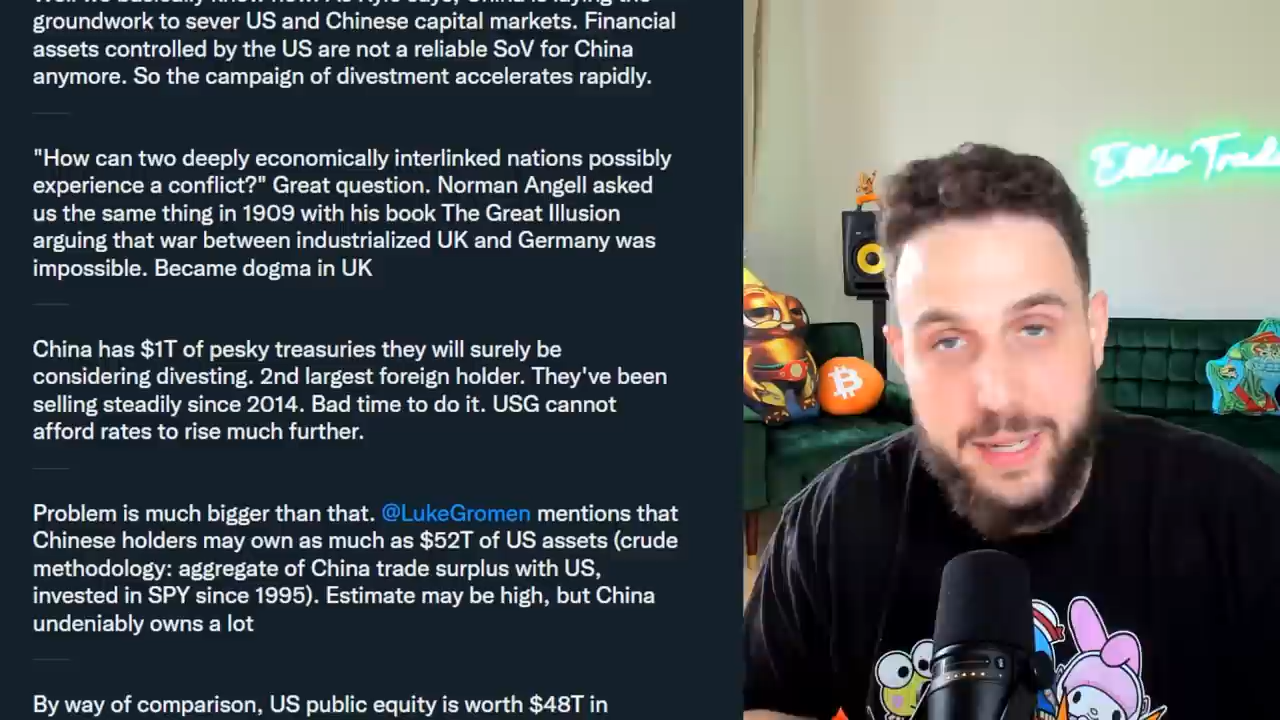 groundwork to sever US and Chinese capital markets. Financial
assets controlled by the US are not a reliable SoV for China
anymore. So the campaign of divestment accelerates rapidly.
"How can two deeply economically interlinked nations possibly
experience a conflict?" Great question. Norman Angell asked
us the same thing in 1909 with his book The Great Illusion
arguing that war between industrialized UK and Germany was
impossible. Became dogma in UK
China has $1T of pesky treasuries they will surely be
considering divesting. 2nd largest foreign holder. They've been
selling steadily since 2014. Bad time to do it. USG cannot
afford rates to rise much further.
Problem is much bigger than that. @LukeGromen mentions that
Chinese holders may own as much as $52T of US assets (crude
methodology: aggregate of China trade surplus with US,
invested in SPY since 1995). Estimate may be high, but China
undeniably owns a lot
By way of comparison, US public equity is worth $48T in
Ellio